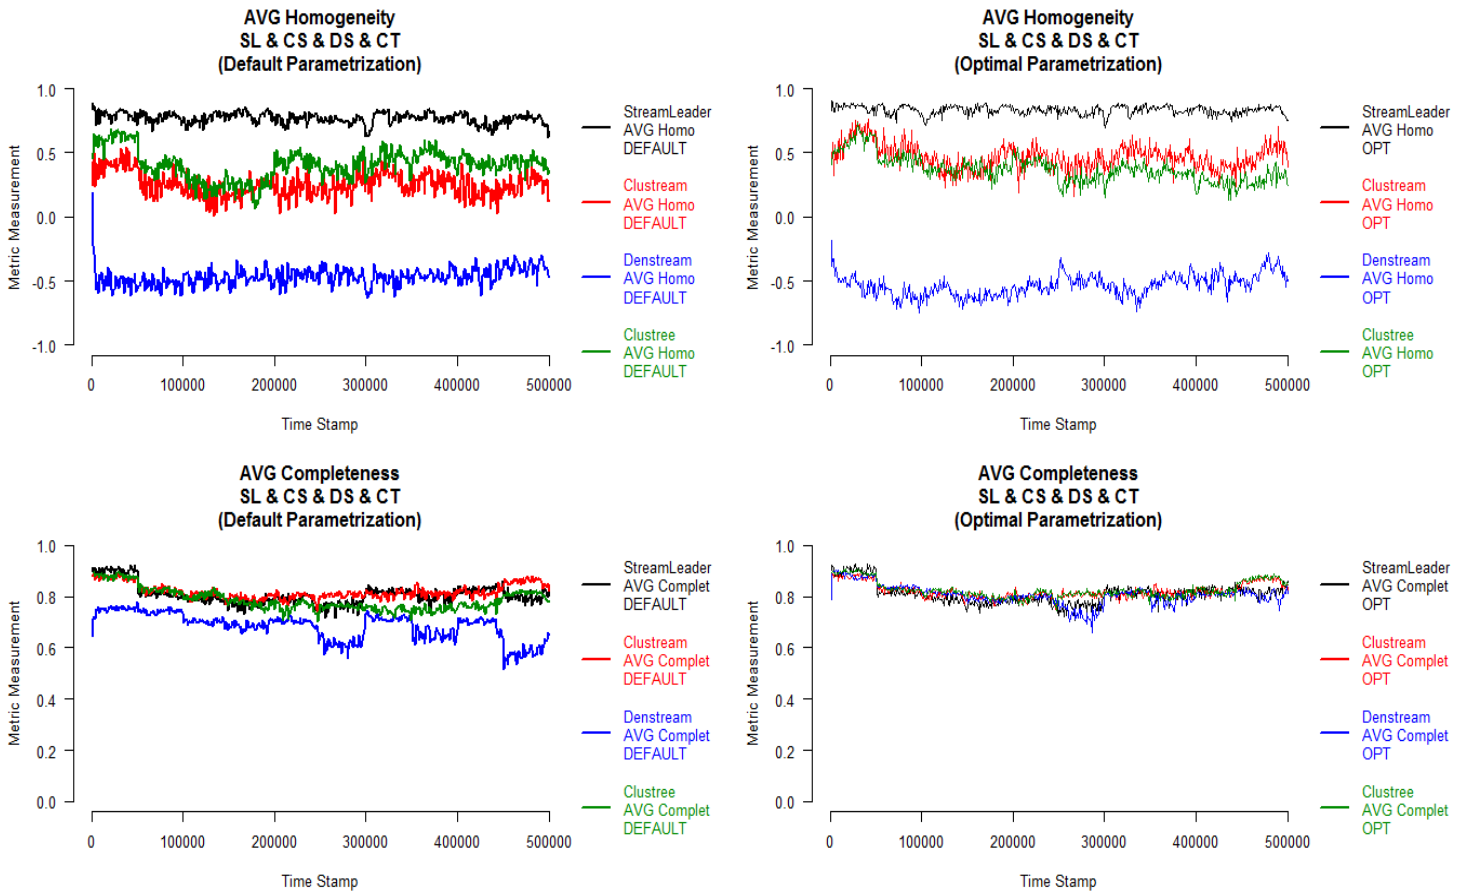 AVG Homogeneity
SL & CS & DS & CT
(Default Parametrization)
Metric Measurement
1.0
0.5
0.0
-0.5
-1.0
0
100000
200000
300000
400000
500000
Time Stamp
StreamLeader
AVG Homo
DEFAULT
Clustream
AVG Homo
DEFAULT
Denstream
AVG Homo
DEFAULT
Clustree
AVG Homo
DEFAULT
AVG Homogeneity
SL & CS & DS & CT
(Optimal Parametrization)
Metric Measurement
1.0
0.5
0.0
-0.5
-1.0
0
100000
200000
300000
400000
500000
Time Stamp
StreamLeader
AVG Homo
OPT
Clustream
AVG Homo
OPT
Denstream
AVG Homo
OPT
Clustree
AVG Homo
OPT
AVG Completeness
SL & CS & DS & CT
(Default Parametrization)
Metric Measurement
1.0
0.8
0.6
0.4
0.2
0.0
0
100000
200000
300000
400000
500000
Time Stamp
StreamLeader
AVG Complet
DEFAULT
Clustream
AVG Complet
DEFAULT
Denstream
AVG Complet
DEFAULT
Clustree
AVG Complet
DEFAULT
AVG Completeness
SL & CS & DS & CT
(Optimal Parametrization)
Metric Measurement
1.0
0.8
0.6
0.4
0.2
0.0
0
100000
200000
300000
400000
500000
Time Stamp
StreamLeader
AVG Complet
OPT
Clustream
AVG Complet
OPT
Denstream
AVG Complet
OPT
Clustree
AVG Complet
OPT